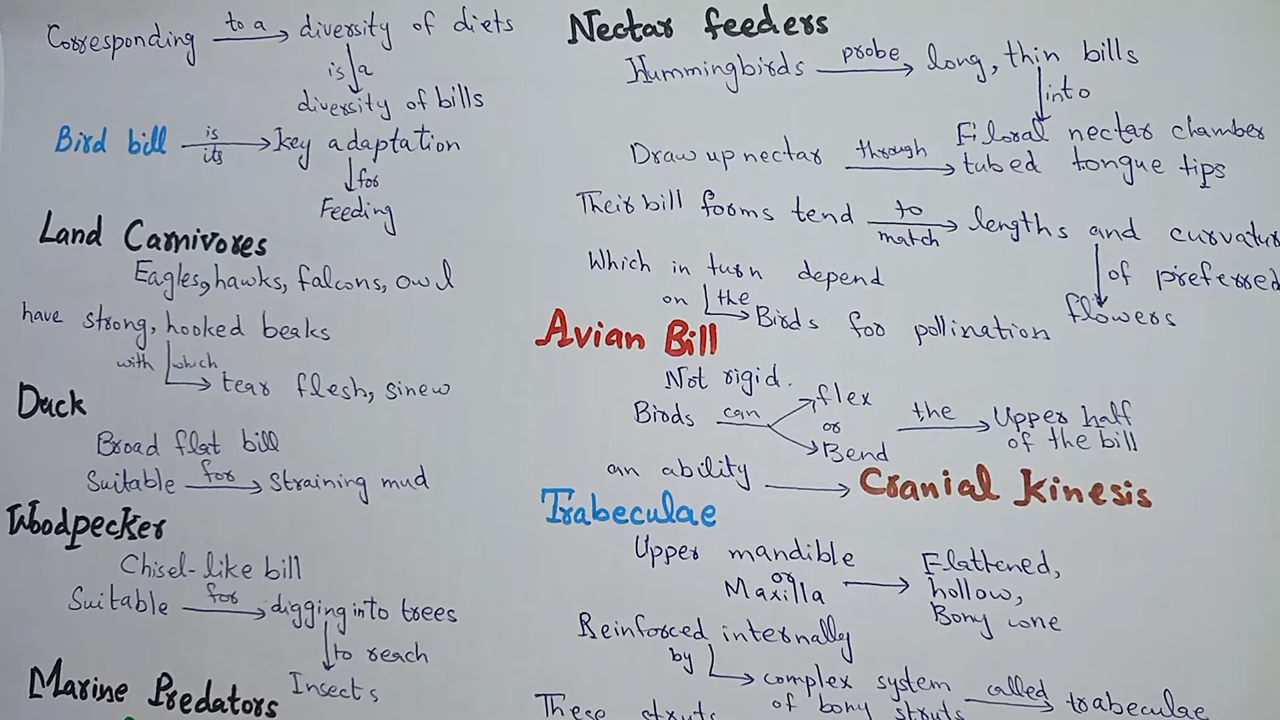 Corresponding to a diversity of diets
is a
diversity of bills
Bird bill is its Key adaptation
for
Feeding
Land Carnivores
Eagles, hawks, falcons, owl
have strong, hooked beaks
with which
tear flesh, sinew
Duck
Broad flat bill
Suitable for straining mud
Woodpecker
Chisel-like bill
Suitable for digging into trees
to reach
Insects
Marine Predators
Nectar feeders
Hummingbirds probe long, thin bills
into
Filoral nectar chamber
Draw up nectar through tubed tongue tips
Their bill forms tend to match lengths and curvatur
of preferred
flowers
Which in turn depend
on the
Birds for pollination
Avian Bill
Not rigid.
Birds can flex
or
Bend
the Upper half
of the bill
an ability Cranial Kinesis
Trabeculae
Upper mandible
or
Maxilla
Flattened,
hollow,
Bony cone
Reinforced internally
by
complex system called trabeculae
of bony struts
These struts